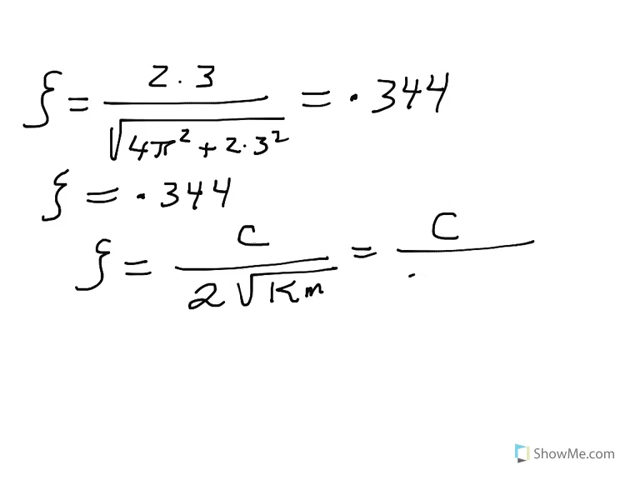 ξ = 2·3 / √(4π² + 2·3²) = ·344
ξ = ·344
ξ = C / 2√Km = C / ·
ShowMe.com